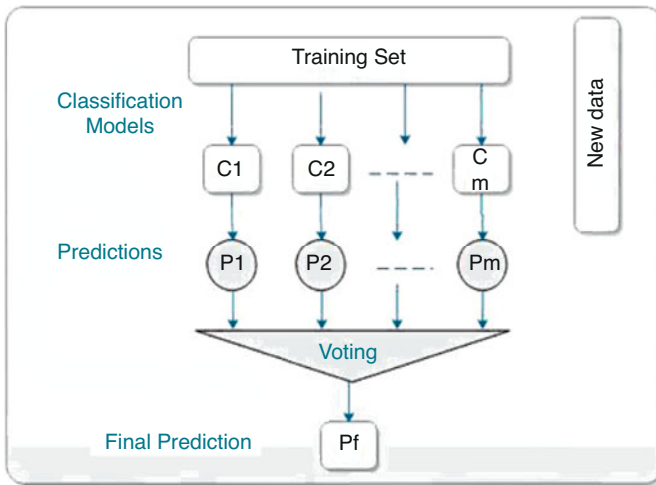 Training Set
Classification
Models
New data
C1
C2
C
m
Predictions
P1
P2
Pm
Voting
Final Prediction
Pf